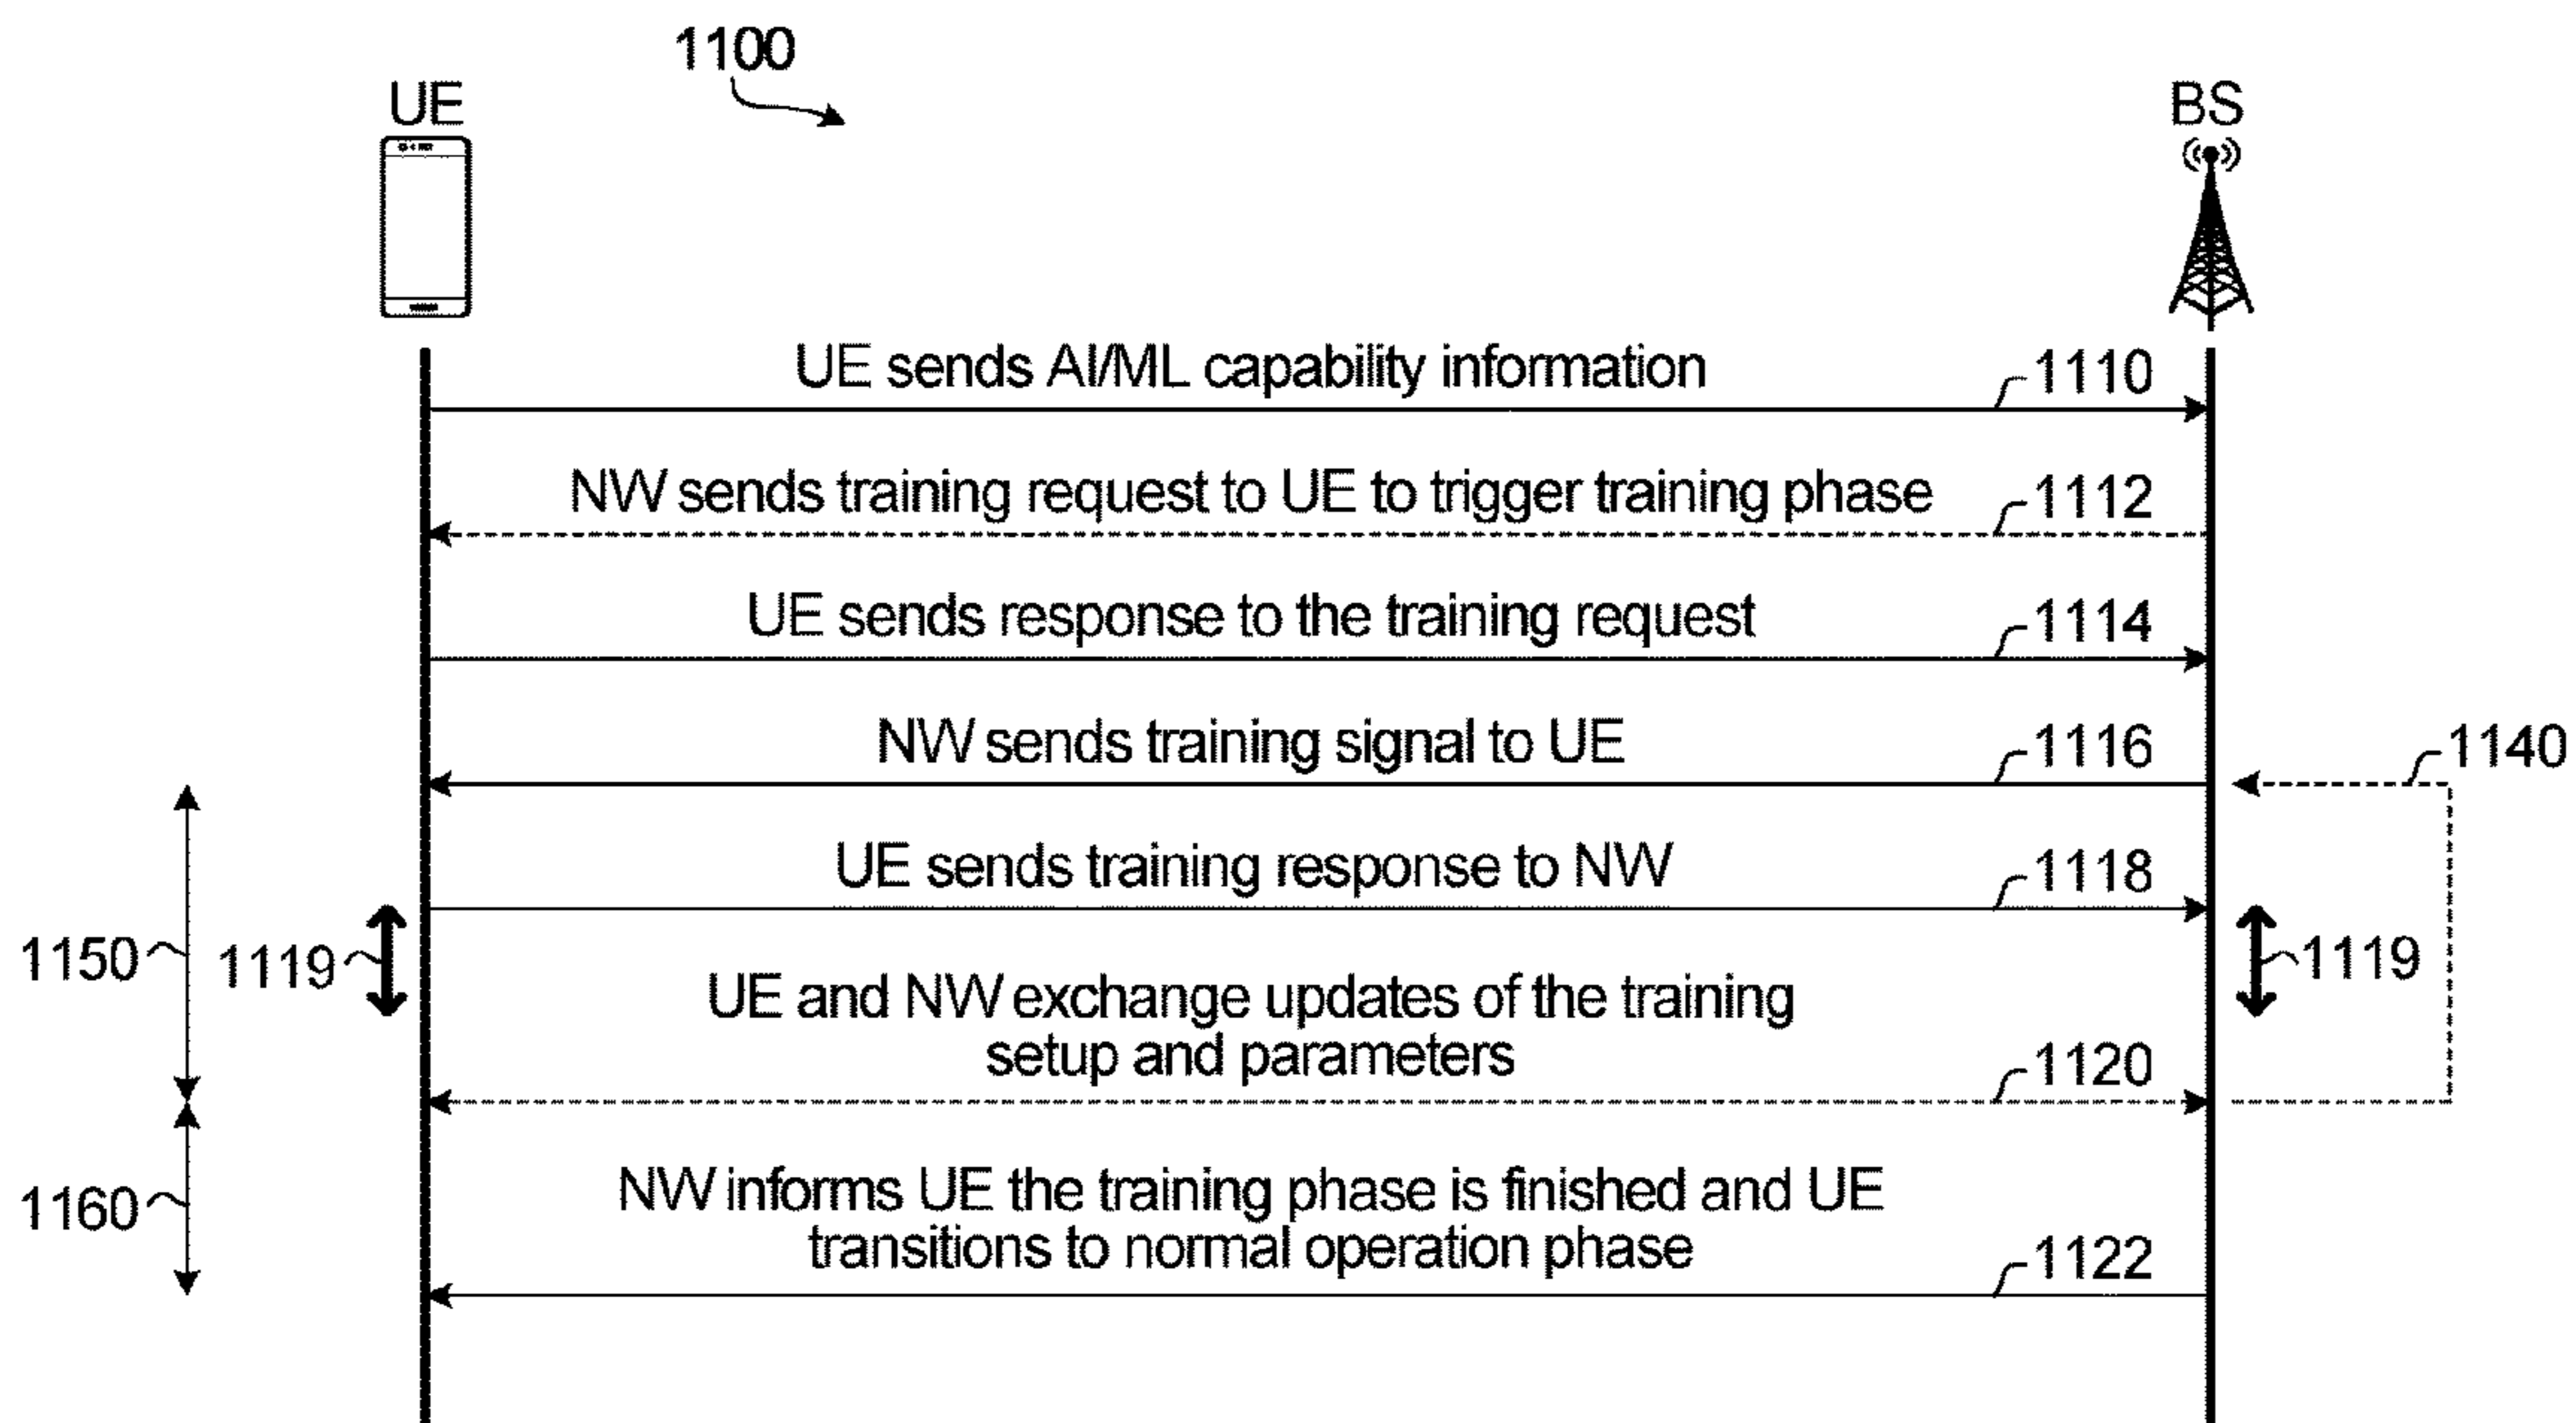 1100
UE
BS
UE sends AI/ML capability information
1110
NW sends training request to UE to trigger training phase
1112
UE sends response to the training request
1114
NW sends training signal to UE
1116
1140
UE sends training response to NW
1118
1150
1119
1119
UE and NW exchange updates of the training
setup and parameters
1120
NW informs UE the training phase is finished and UE
transitions to normal operation phase
1160
1122